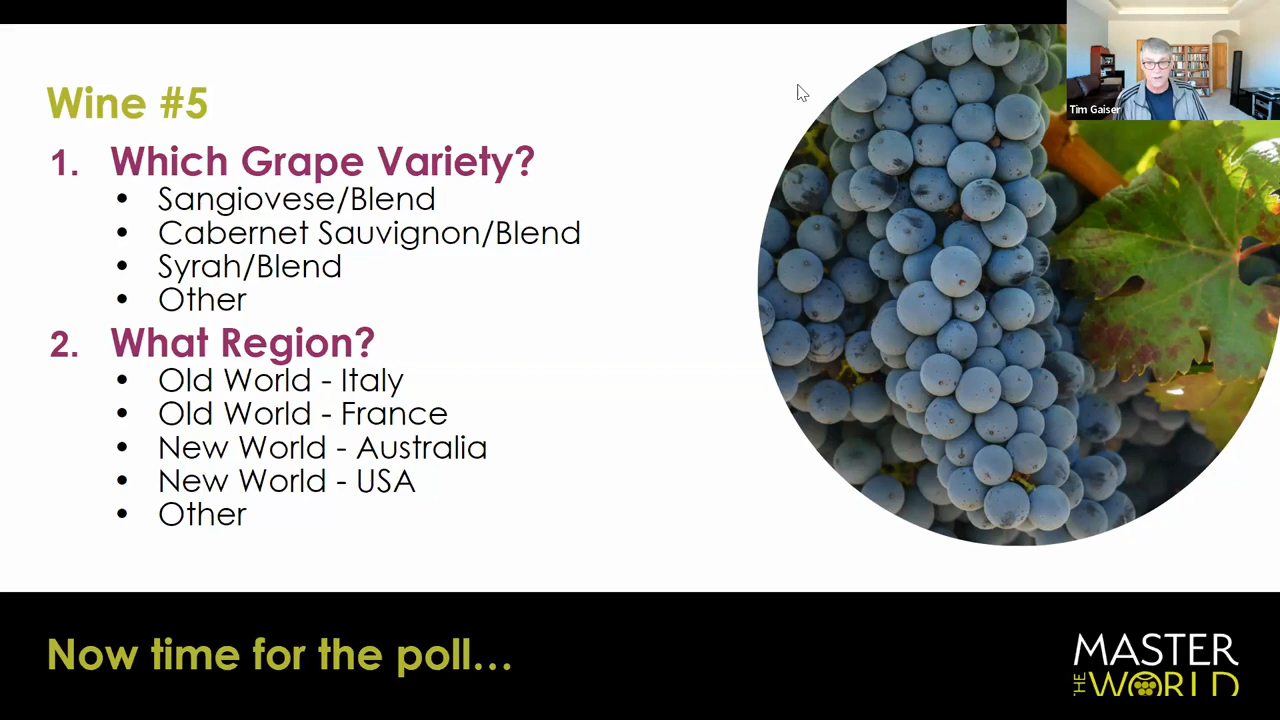 Wine #5
1. Which Grape Variety?
• Sangiovese/Blend
• Cabernet Sauvignon/Blend
• Syrah/Blend
• Other
2. What Region?
• Old World - Italy
• Old World - France
• New World - Australia
• New World - USA
• Other
Now time for the poll...
Tim Gaiser
MASTER
THE WORLD